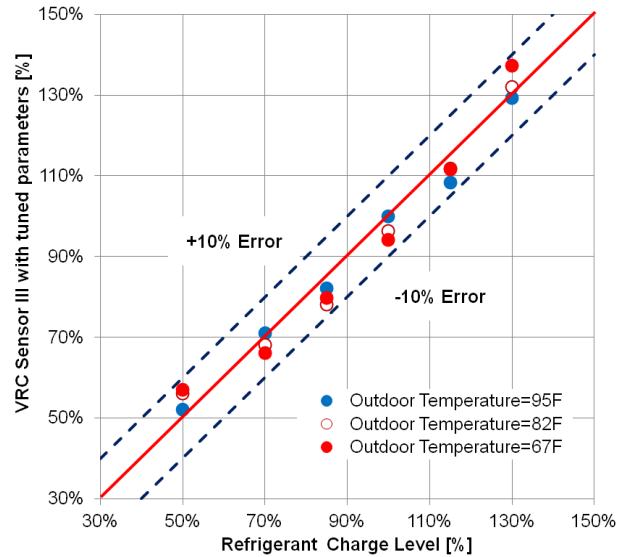 150%
130%
110%
90%
70%
50%
30%
VRC Sensor III with tuned parameters [%]
+10% Error
-10% Error
Outdoor Temperature=95F
Outdoor Temperature=82F
Outdoor Temperature=67F
30% 50% 70% 90% 110% 130% 150%
Refrigerant Charge Level [%]